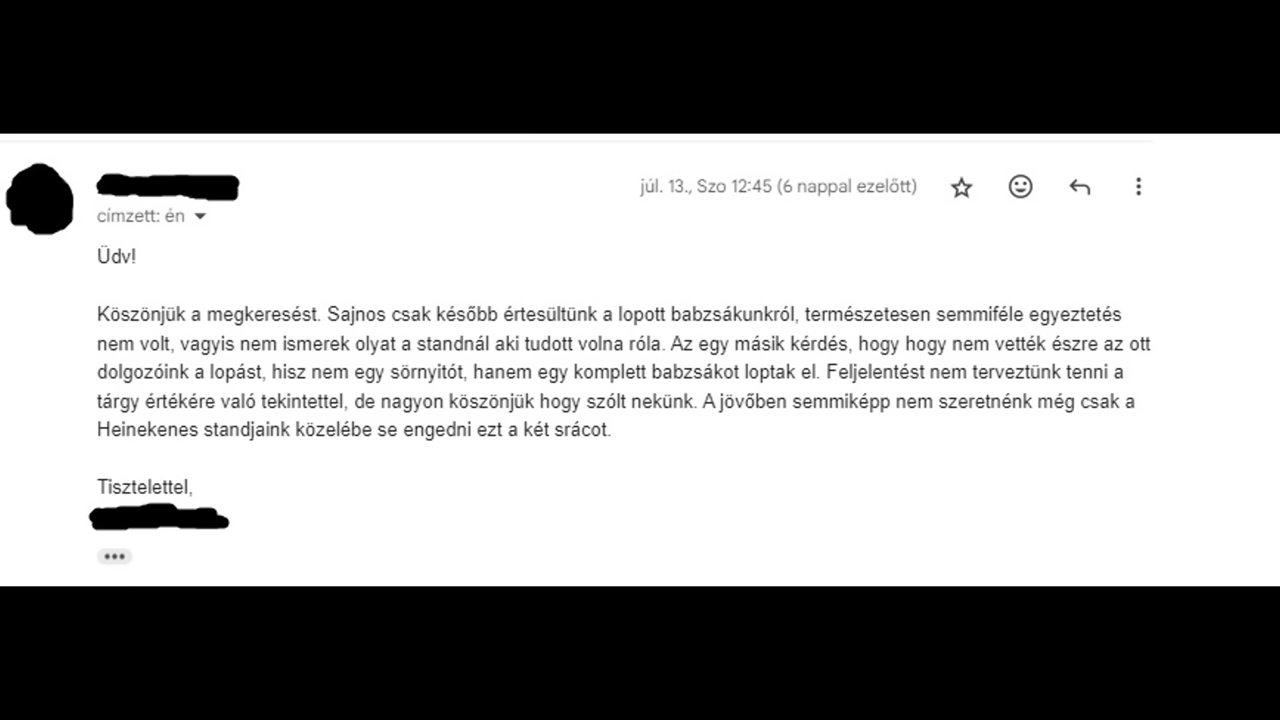 júl. 13., Szo 12:45 (6 nappal ezelőtt)
címzett: én
Üdv!
Köszönjük a megkeresést. Sajnos csak később értesültünk a lopott babzsákunkról, természetesen semmiféle egyeztetés
nem volt, vagyis nem ismerek olyat a standnál aki tudott volna róla. Az egy másik kérdés, hogy hogy nem vették észre az ott
dolgozóink a lopást, hisz nem egy sörnyitót, hanem egy komplett babzsákot loptak el. Feljelentést nem terveztünk tenni a
tárgy értékére való tekintettel, de nagyon köszönjük hogy szólt nekünk. A jövőben semmiképp nem szeretnénk még csak a
Heinekenes standjaink közelébe se engedni ezt a két srácot.
Tisztelettel,